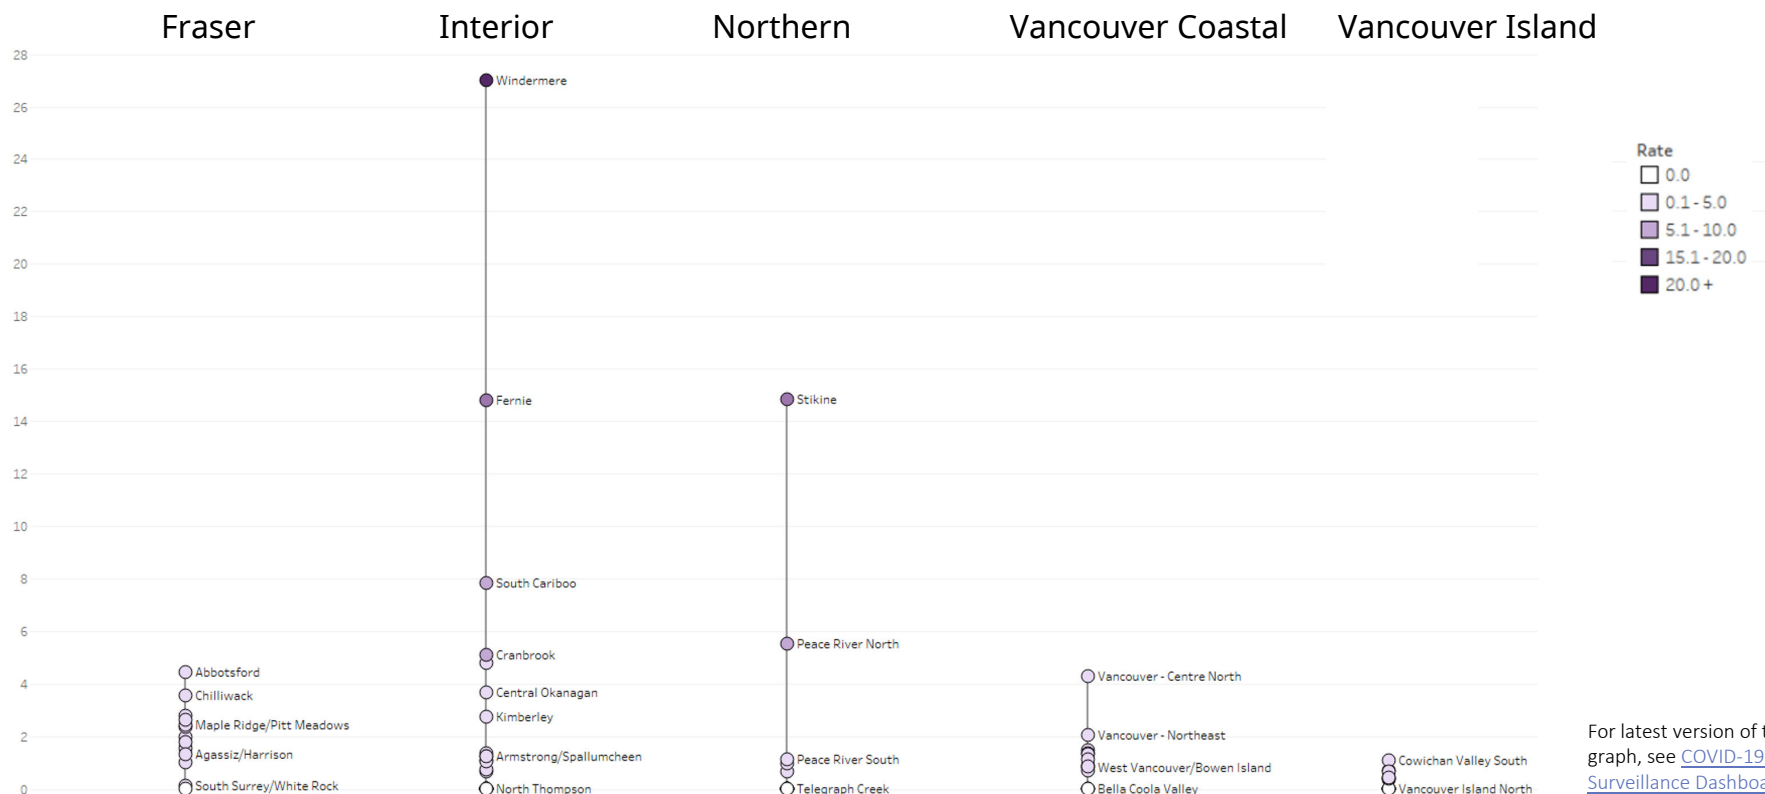 Fraser Interior Northern Vancouver Coastal Vancouver Island
28
Windermere
26
24
22
20
18
16
14
12
10
8
6
4
2
0
Fernie
Stikine
South Cariboo
Peace River North
Cranbrook
Abbotsford
Vancouver - Centre North
Chilliwack
Central Okanagan
Kimberley
Maple Ridge/Pitt Meadows
Vancouver - Northeast
Agassiz/Harrison
Armstrong/Spallumcheen
Peace River South
West Vancouver/Bowen Island
Cowichan Valley South
South Surrey/White Rock
North Thompson
Telegraph Creek
Bella Coola Valley
Vancouver Island North
Rate
0.0
0.1 - 5.0
5.1 - 10.0
15.1 - 20.0
20.0 +
For latest version of
graph, see COVID-19
Surveillance